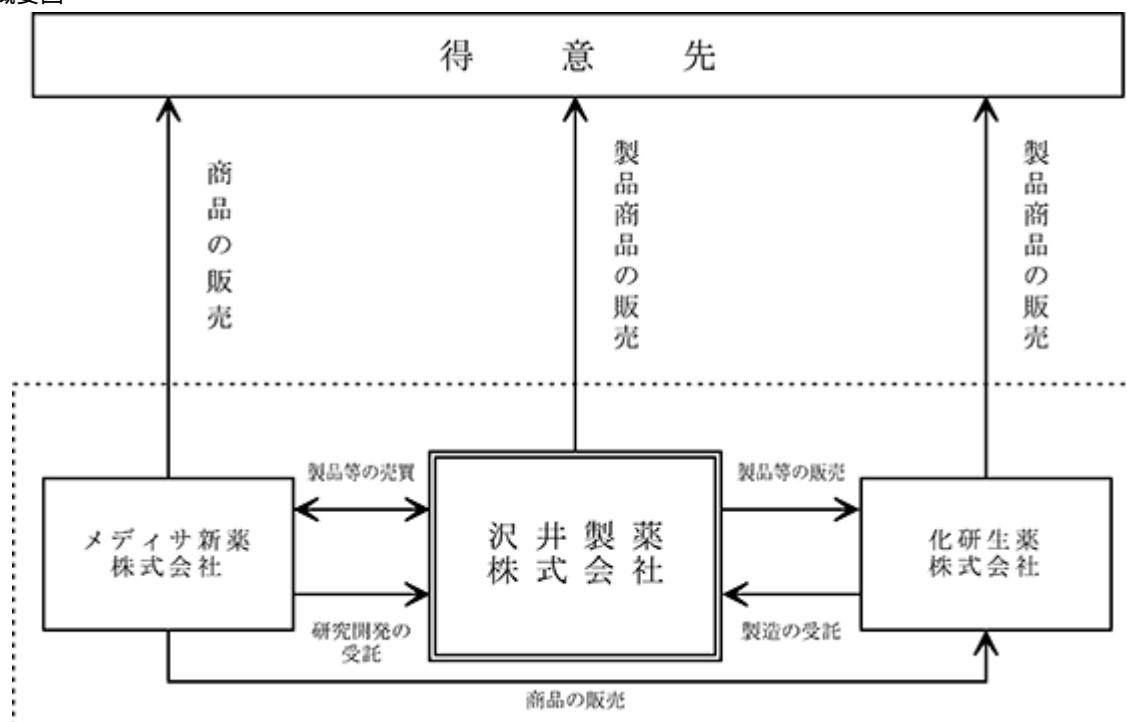 得意先
商品の販売
製品商品の販売
製品商品の販売
製品等の売買
製品等の販売
メディサ新薬
株式会社
沢井製薬
株式会社
化研生薬
株式会社
研究開発の
受託
製造の受託
商品の販売